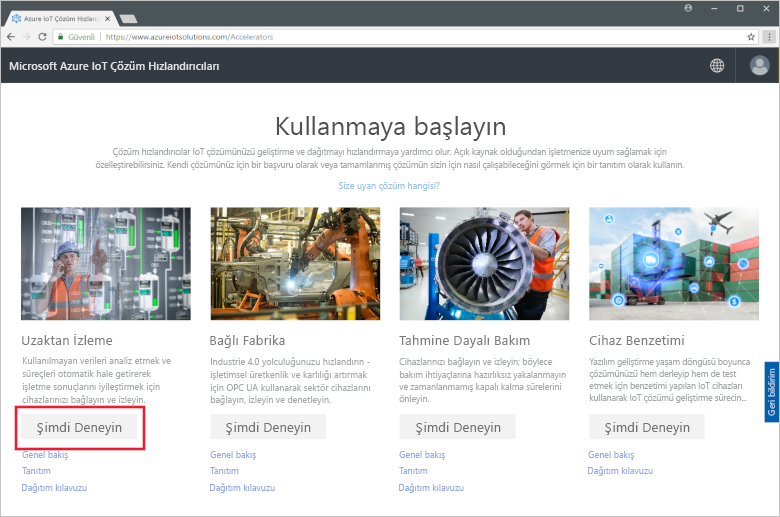 Azure IoT Çözüm Hızlan
Güvenli
https://www.azureiotsolutions.com/Accelerators
Microsoft Azure IoT Çözüm Hızlandırıcıları
Kullanmaya başlayın
Çözüm hızlandırıcılar IoT çözümünüzü geliştirme ve dağıtmayı hızlandırmaya yardımcı olur. Açık kaynak olduğundan işletmenize uyum sağlamak için
özelleştirebilirsiniz. Kendi çözümünüz için bir başvuru olarak veya tamamlanmış çözümün sizin için nasıl çalışabileceğini görmek için bir tanıtım olarak kullanın.
Size uyan çözüm hangisi?
Uzaktan İzleme
Kullanılmayan verileri analiz etmek ve
süreçleri otomatik hale getirerek
işletme sonuçlarını iyileştirmek için
cihazlarınızı bağlayın ve izleyin.
Şimdi Deneyin
Genel bakış
Tanıtım
Dağıtım kılavuzu
Bağlı Fabrika
Industrie 4.0 yolculuğunuzu hızlandırın -
işletimsel üretkenlik ve karlılığı artırmak
için OPC UA kullanarak sektör cihazlarını
bağlayın, izleyin ve denetleyin.
Şimdi Deneyin
Genel bakış
Tanıtım
Dağıtım kılavuzu
Tahmine Dayalı Bakım
Cihazlarınızı bağlayın ve izleyin; böylece
bakım ihtiyaçlarına hazırlıksız yakalanmayın
ve zamanlanmamış kapalı kalma sürelerini
önleyin.
Şimdi Deneyin
Genel bakış
Tanıtım
Dağıtım kılavuzu
Cihaz Benzetimi
Yazılım geliştirme yaşam döngüsü boyunca
çözümünüzü hem derleyip hem de test
etmek için benzetimi yapılan IoT cihazları
kullanarak IoT çözümü geliştirme sürecin...
Şimdi Deneyin
Genel bakış
Dağıtım kılavuzu
Geri bildirim